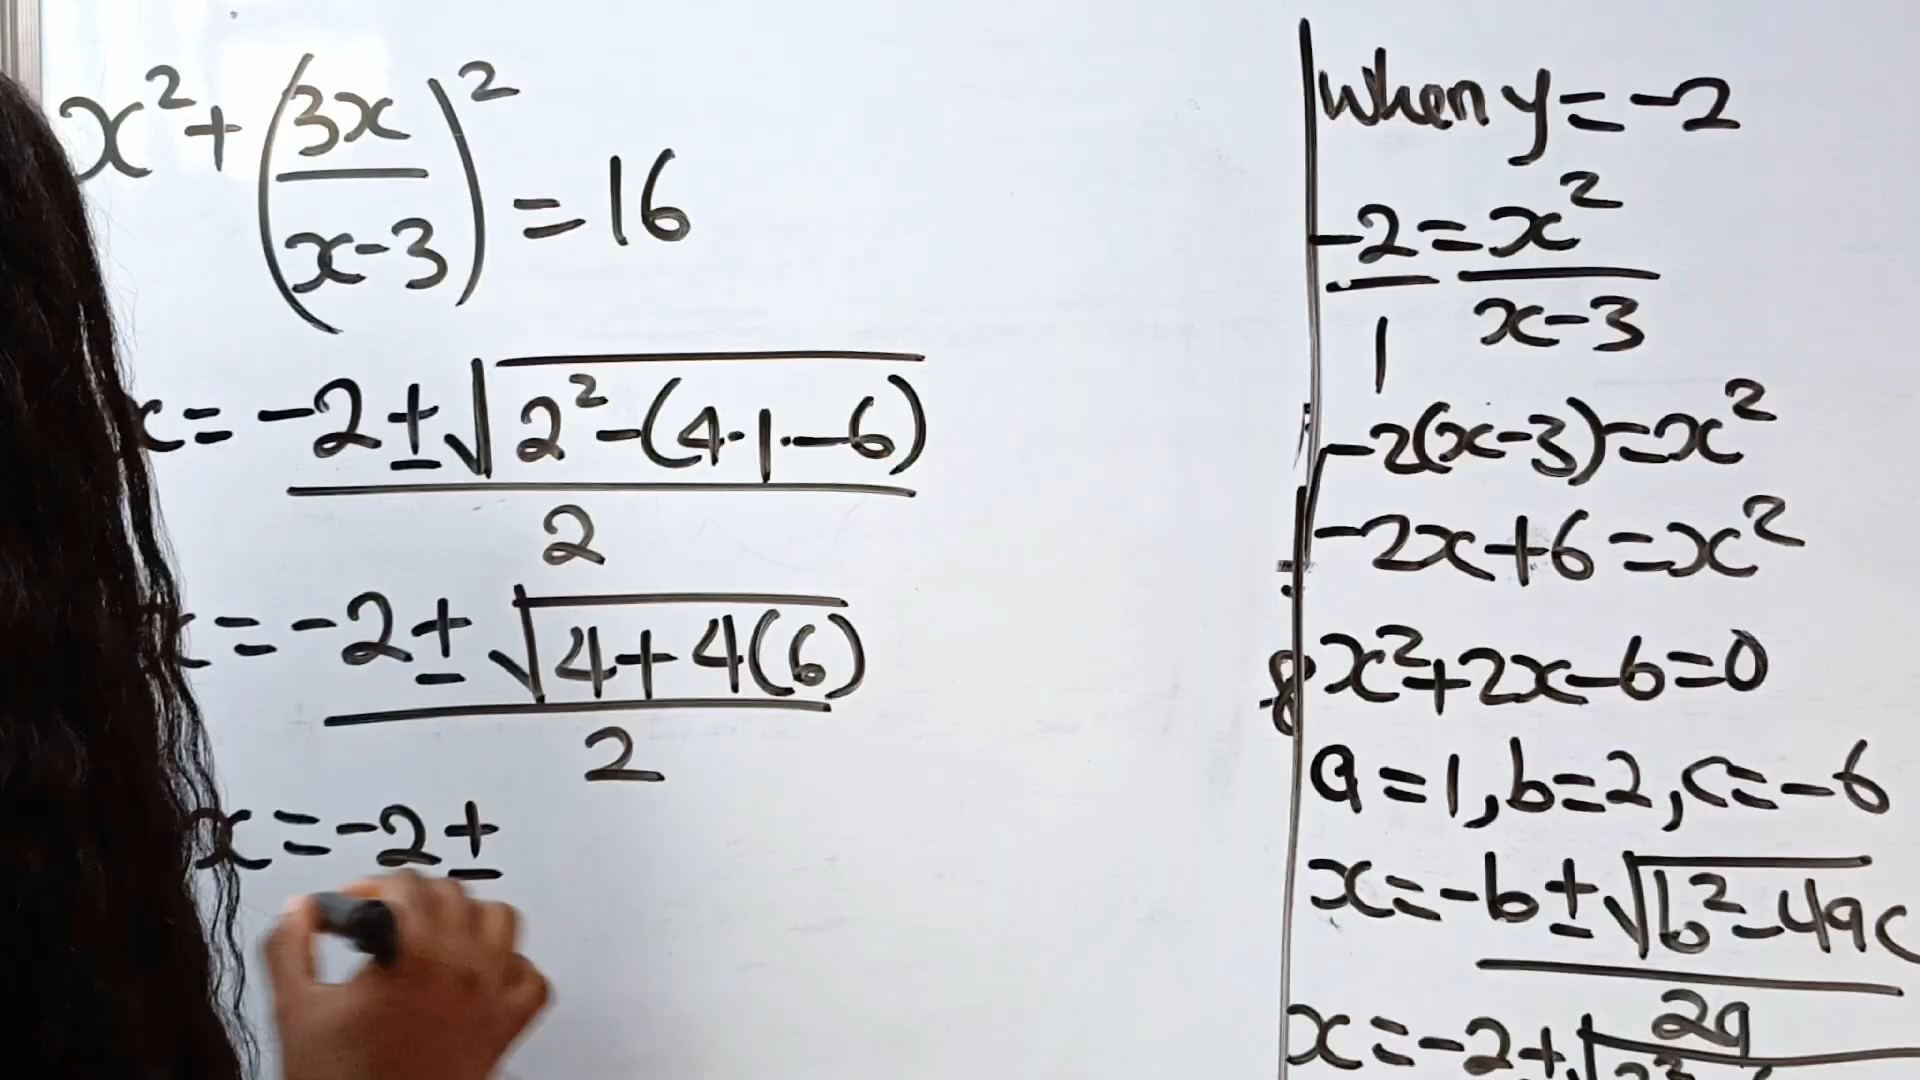 x² + (3x/x-3)² = 16
x = -2 ± √2² - (4·1·-6)
2
x = -2 ± √4 + 4(6)
2
x = -2 ±
When y = -2
-2/1 = x²/x-3
-2(x-3) = x²
-2x + 6 = x²
x² + 2x - 6 = 0
a = 1, b = 2, c = -6
x = -b ± √b² - 4ac
2a
x = -2 ± √2²